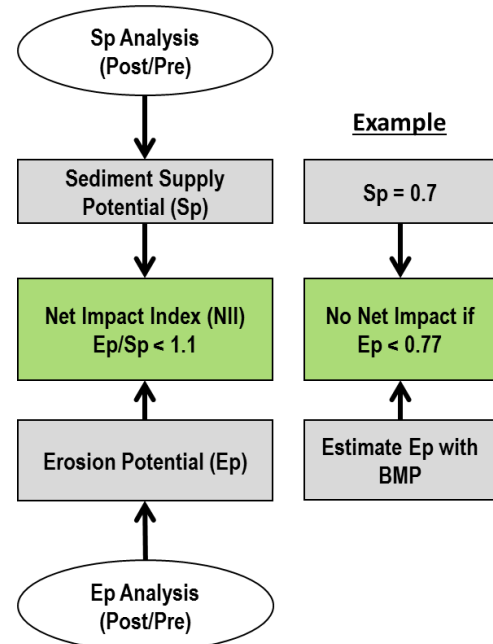 Sp Analysis
(Post/Pre)
Example
Sediment Supply
Potential (Sp)
Sp = 0.7
Net Impact Index (NII)
Ep/Sp < 1.1
No Net Impact if
Ep < 0.77
Erosion Potential (Ep)
Estimate Ep with
BMP
Ep Analysis
(Post/Pre)